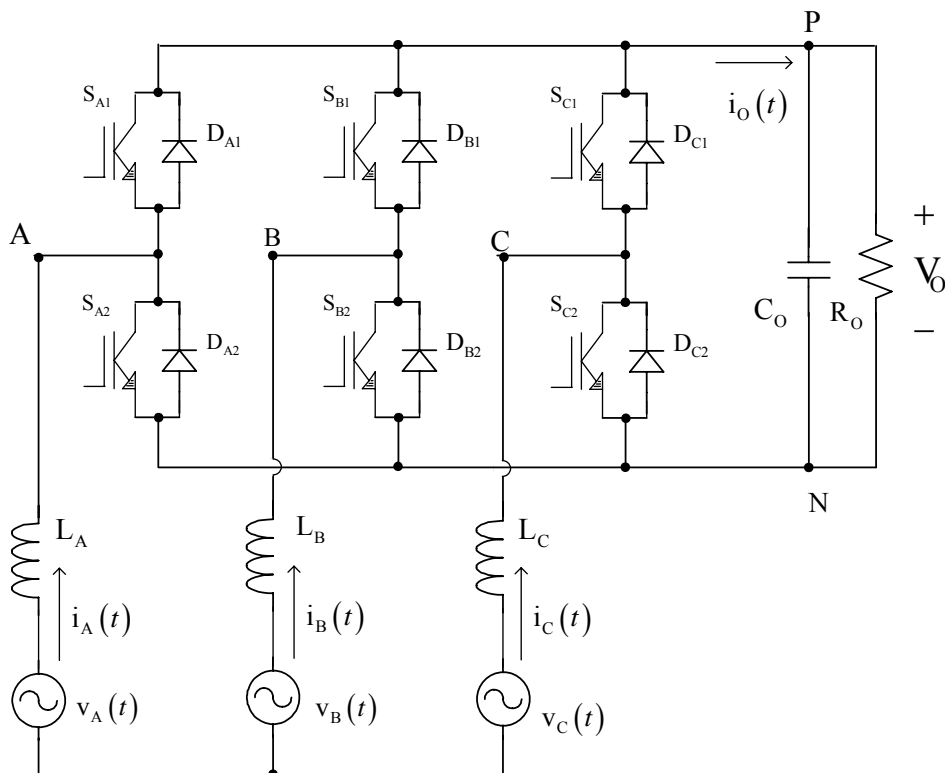 P
S_A1 D_A1 S_B1 D_B1 S_C1 D_C1
i_O(t)
A B C
+
V_O
−
C_O R_O
S_A2 D_A2 S_B2 D_B2 S_C2 D_C2
N
L_A L_B L_C
i_A(t) i_B(t) i_C(t)
v_A(t) v_B(t) v_C(t)